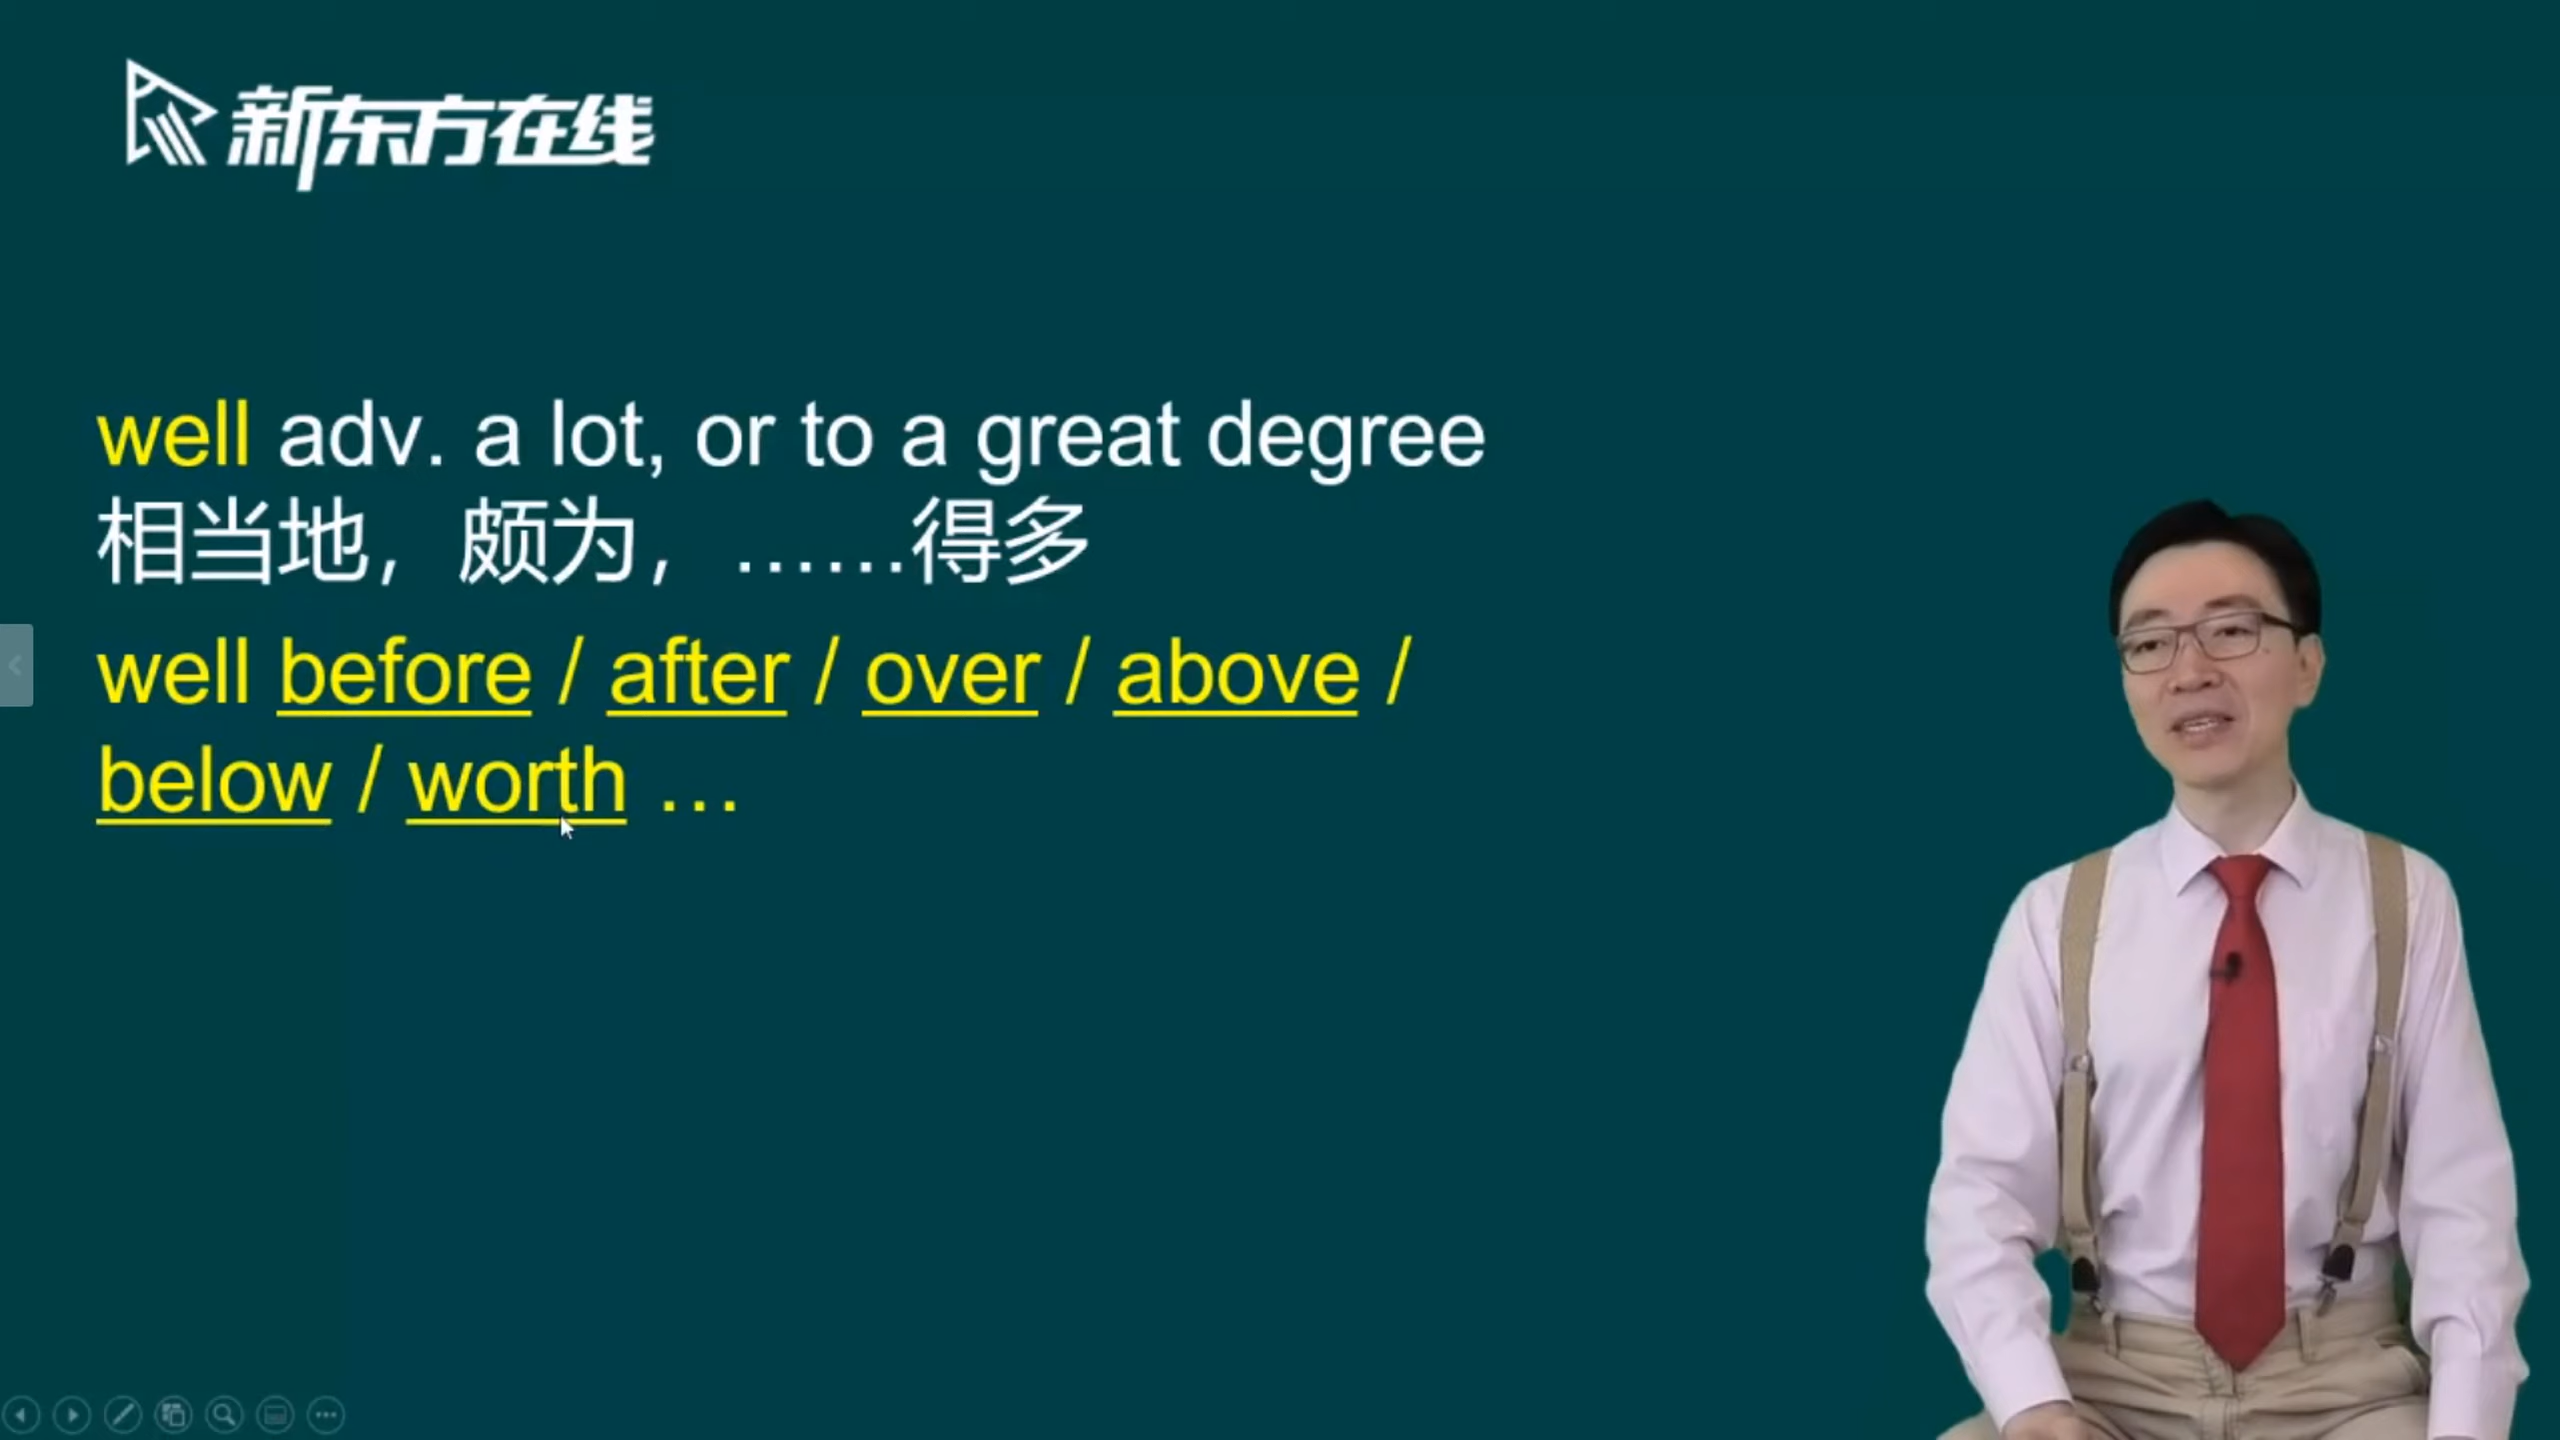 新东方在线
well adv. a lot, or to a great degree
相当地，颇为，……得多
well before / after / over / above /
below / worth …